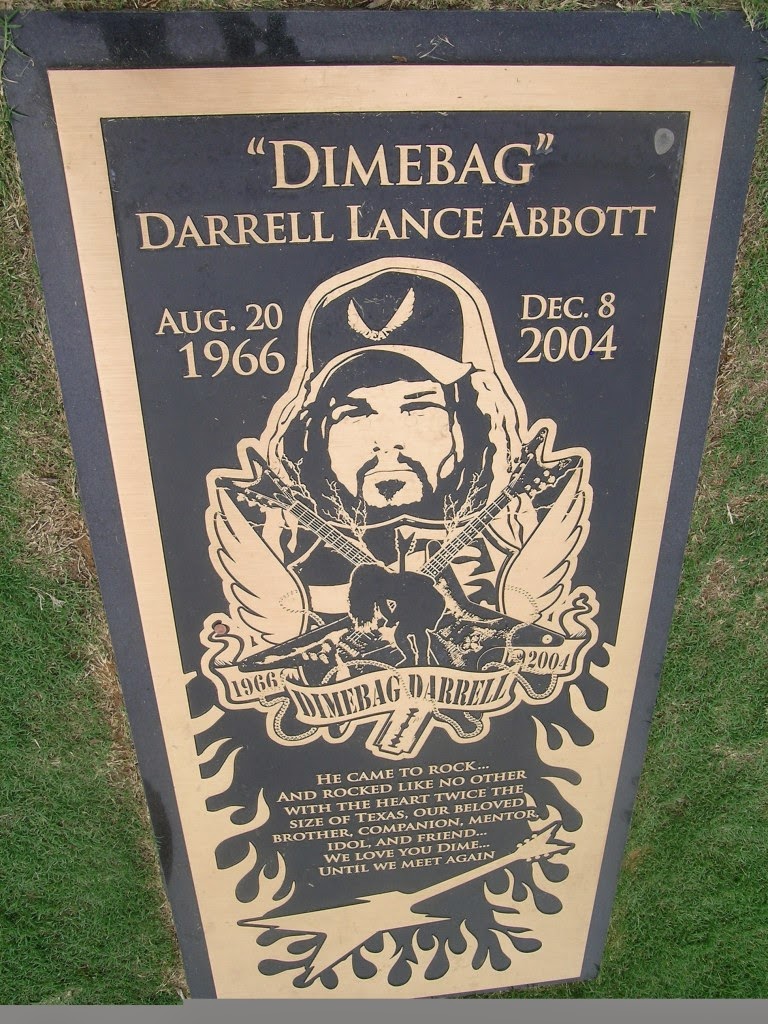 “DIMEBAG”
DARRELL LANCE ABBOTT
AUG. 20
1966
DEC. 8
2004
DEAN
1966
DIMEBAG DARRELL
2004
HE CAME TO ROCK...
AND ROCKED LIKE NO OTHER
WITH THE HEART TWICE THE
SIZE OF TEXAS, OUR BELOVED
BROTHER, COMPANION, MENTOR,
IDOL, AND FRIEND...
WE LOVE YOU DIME...
UNTIL WE MEET AGAIN